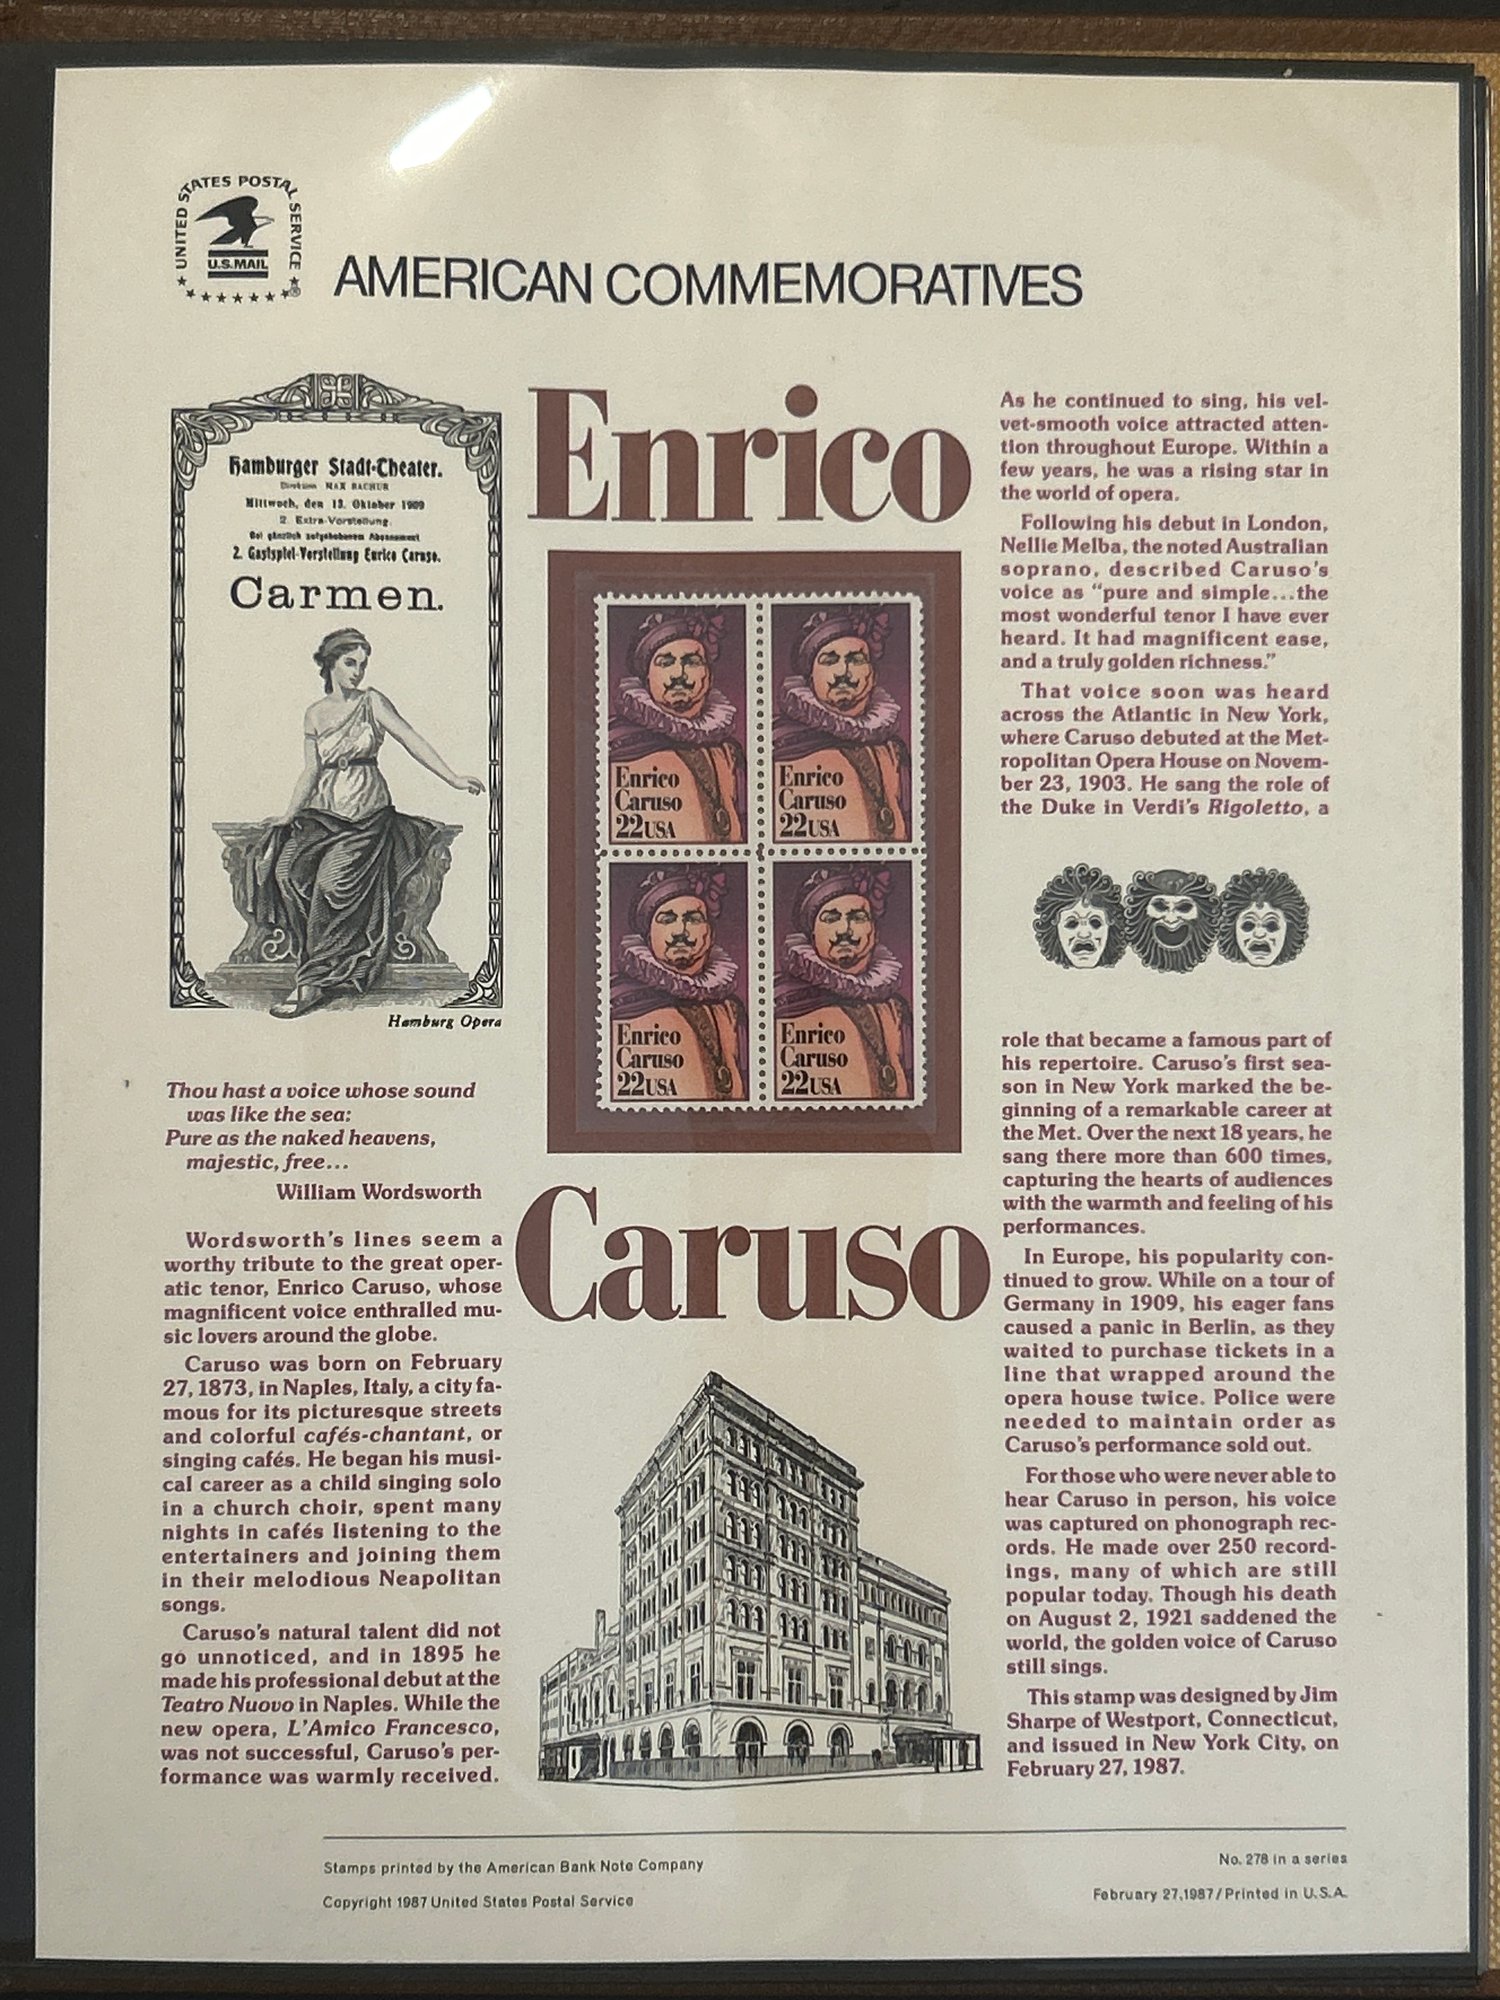 UNITED STATES POSTAL SERVICE
U.S.MAIL
®
AMERICAN COMMEMORATIVES
Hamburger Stadt-Theater.
Direktion MAX BACHUR
Mittwoch, den 13. Oktober 1909
2. Extra-Vorstellung
Bei gänzlich aufgehobenem Abonnement
2. Gastspiel-Vorstellung Enrico Caruso.
Carmen.
Hamburg Opera
Thou hast a voice whose sound
was like the sea:
Pure as the naked heavens,
majestic, free...
William Wordsworth
Wordsworth's lines seem a
worthy tribute to the great oper-
atic tenor, Enrico Caruso, whose
magnificent voice enthralled mu-
sic lovers around the globe.
Caruso was born on February
27, 1873, in Naples, Italy, a city fa-
mous for its picturesque streets
and colorful cafés-chantant, or
singing cafés. He began his musi-
cal career as a child singing solo
in a church choir, spent many
nights in cafés listening to the
entertainers and joining them
in their melodious Neapolitan
songs.
Caruso's natural talent did not
go unnoticed, and in 1895 he
made his professional debut at the
Teatro Nuovo in Naples. While the
new opera, L'Amico Francesco,
was not successful, Caruso's per-
formance was warmly received.
Enrico
Enrico
Caruso
22USA
Enrico
Caruso
22USA
Enrico
Caruso
22USA
Enrico
Caruso
22USA
Caruso
As he continued to sing, his vel-
vet-smooth voice attracted atten-
tion throughout Europe. Within a
few years, he was a rising star in
the world of opera.
Following his debut in London,
Nellie Melba, the noted Australian
soprano, described Caruso's
voice as "pure and simple...the
most wonderful tenor I have ever
heard. It had magnificent ease,
and a truly golden richness."
That voice soon was heard
across the Atlantic in New York,
where Caruso debuted at the Met-
ropolitan Opera House on Novem-
ber 23, 1903. He sang the role of
the Duke in Verdi's Rigoletto, a
role that became a famous part of
his repertoire. Caruso's first sea-
son in New York marked the be-
ginning of a remarkable career at
the Met. Over the next 18 years, he
sang there more than 600 times,
capturing the hearts of audiences
with the warmth and feeling of his
performances.
In Europe, his popularity con-
tinued to grow. While on a tour of
Germany in 1909, his eager fans
caused a panic in Berlin, as they
waited to purchase tickets in a
line that wrapped around the
opera house twice. Police were
needed to maintain order as
Caruso's performance sold out.
For those who were never able to
hear Caruso in person, his voice
was captured on phonograph rec-
ords. He made over 250 record-
ings, many of which are still
popular today. Though his death
on August 2, 1921 saddened the
world, the golden voice of Caruso
still sings.
This stamp was designed by Jim
Sharpe of Westport, Connecticut,
and issued in New York City, on
February 27, 1987.
Stamps printed by the American Bank Note Company
Copyright 1987 United States Postal Service
No. 278 in a series
February 27,1987/Printed in U.S.A.